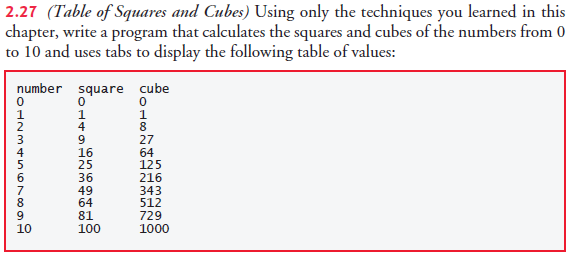 2.27 (Table of Squares and Cubes) Using only the techniques you learned in this
chapter, write a program that calculates the squares and cubes of the numbers from 0
to 10 and uses tabs to display the following table of values:
number square cube
0 0 0
1 1 1
2 4 8
3 9 27
4 16 64
5 25 125
6 36 216
7 49 343
8 64 512
9 81 729
10 100 1000